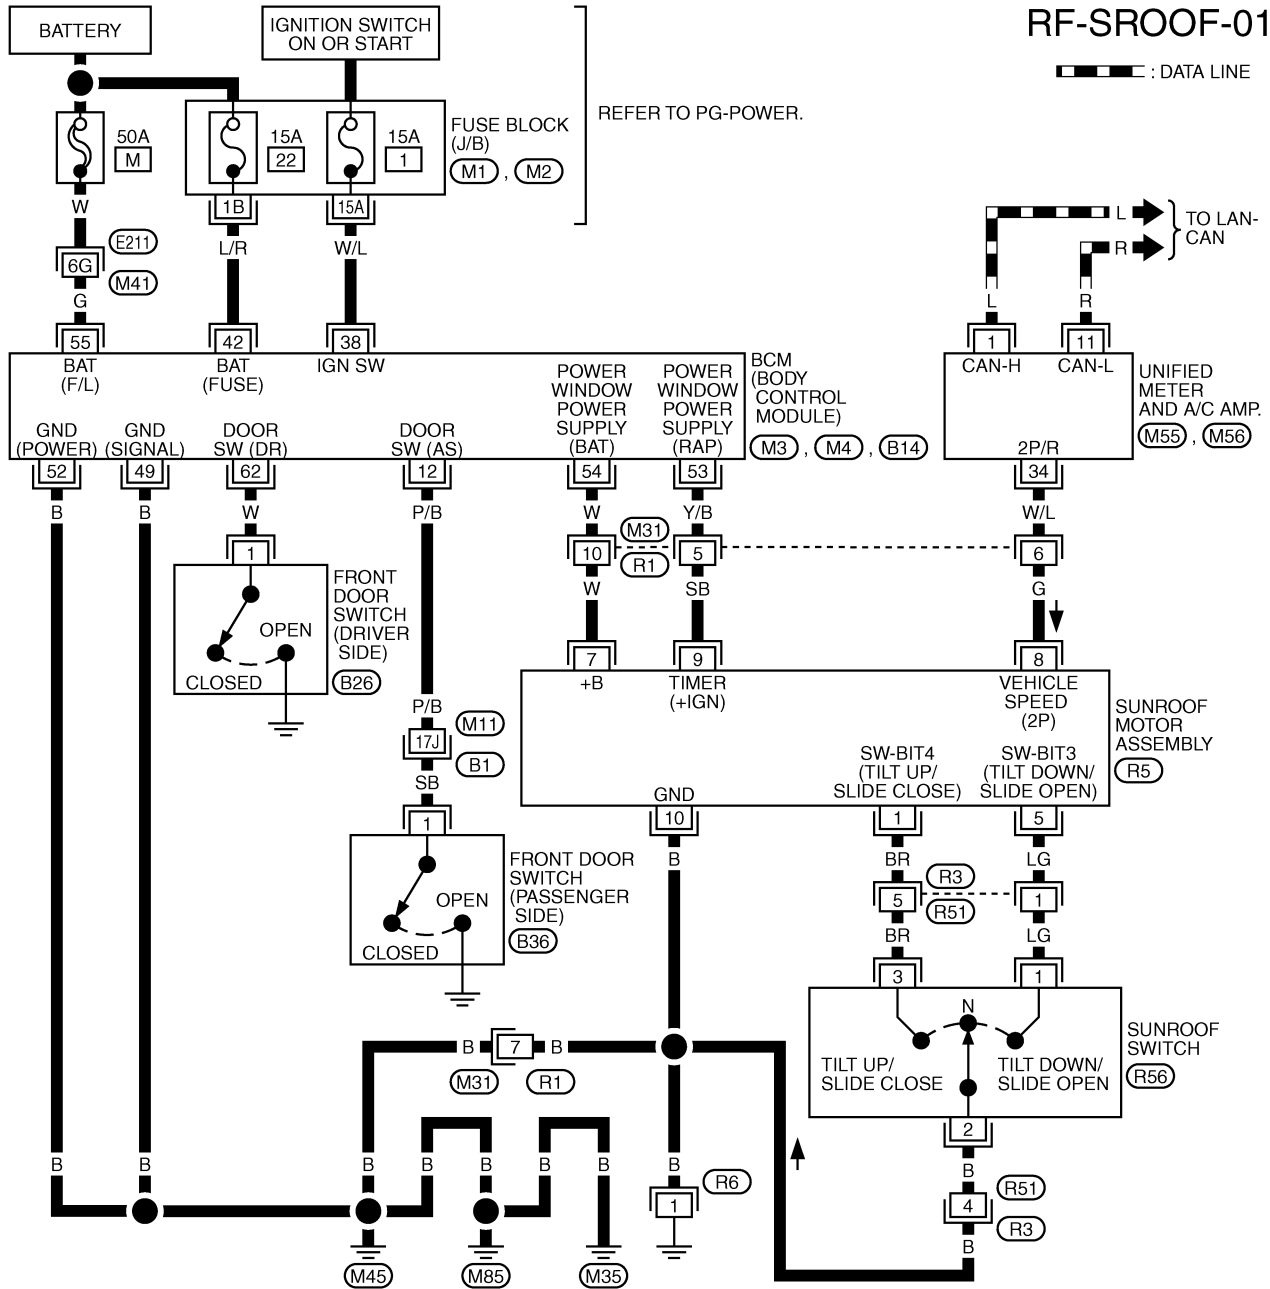 RF-SROOF-01
: DATA LINE
BATTERY
IGNITION SWITCH
ON OR START
50A
M
15A
22
15A
1
FUSE BLOCK
(J/B)
M1 , M2
REFER TO PG-POWER.
W
1B
15A
E211
6G
M41
L/R
W/L
G
L
R
TO LAN-
CAN
L
R
55
42
38
1
11
BAT
(F/L)
BAT
(FUSE)
IGN SW
POWER
WINDOW
POWER
SUPPLY
(BAT)
POWER
WINDOW
POWER
SUPPLY
(RAP)
BCM
(BODY
CONTROL
MODULE)
M3 , M4 , B14
CAN-H
CAN-L
UNIFIED
METER
AND A/C AMP.
M55 , M56
GND
(POWER)
GND
(SIGNAL)
DOOR
SW (DR)
DOOR
SW (AS)
2P/R
52
49
62
12
54
53
34
B
B
W
P/B
W
Y/B
W/L
M31
R1
1
10
5
6
W
SB
G
FRONT
DOOR
SWITCH
(DRIVER
SIDE)
B26
OPEN
CLOSED
7
9
8
+B
TIMER
(+IGN)
VEHICLE
SPEED
(2P)
SUNROOF
MOTOR
ASSEMBLY
R5
P/B
M11
17J
B1
SB
SW-BIT4
(TILT UP/
SLIDE CLOSE)
SW-BIT3
(TILT DOWN/
SLIDE OPEN)
GND
1
10
1
5
B
BR
LG
FRONT DOOR
SWITCH
(PASSENGER
SIDE)
B36
OPEN
CLOSED
R3
5
1
R51
BR
LG
3
1
N
TILT UP/
SLIDE CLOSE
TILT DOWN/
SLIDE OPEN
SUNROOF
SWITCH
R56
B
7
B
M31
R1
2
B
B
B
B
B
B
B
B
B
R6
1
R51
4
R3
B
M45
M85
M35